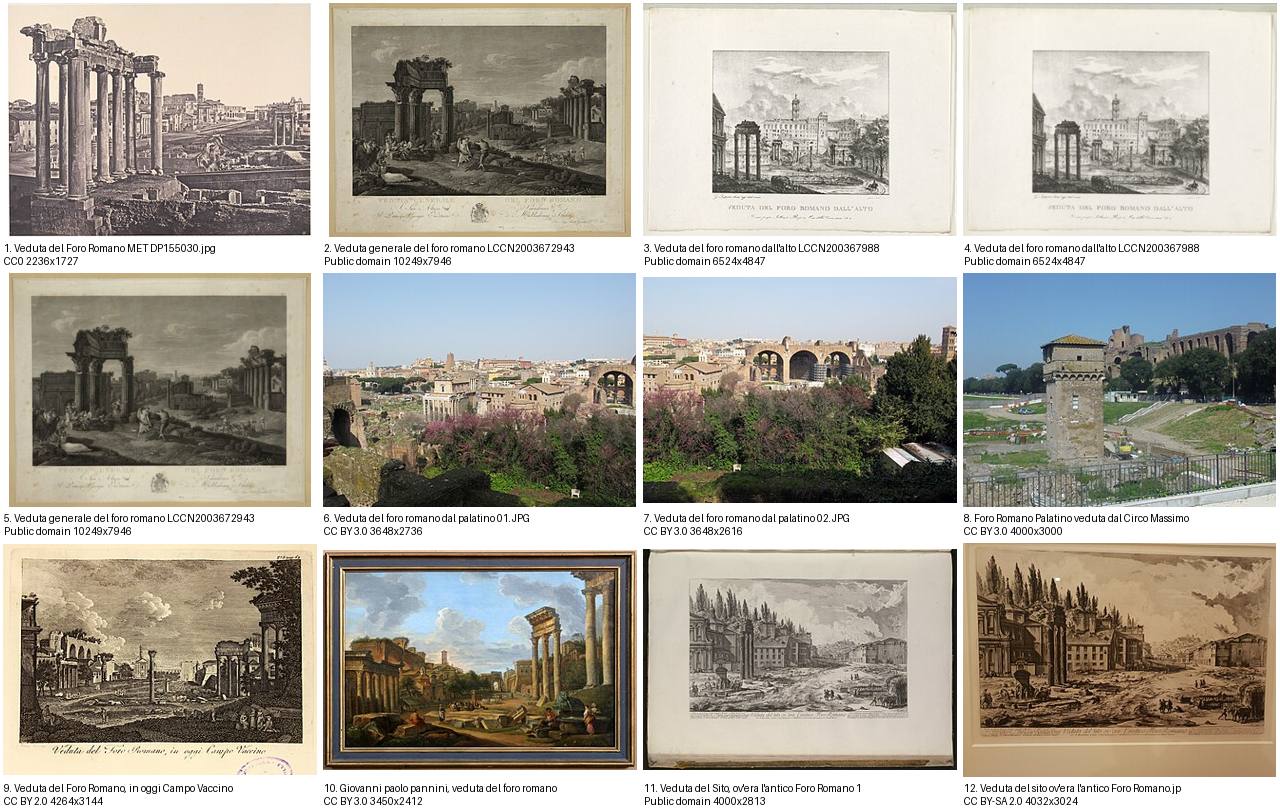 1. Veduta del Foro Romano MET DP155030.jpg
CC0 2236x1727
2. Veduta generale del foro romano LCCN2003672943
Public domain 10249x7946
VEDUTA DEL FORO ROMANO DALL'ALTO
3. Veduta del foro romano dall'alto LCCN200367988
Public domain 6524x4847
VEDUTA DEL FORO ROMANO DALL'ALTO
4. Veduta del foro romano dall'alto LCCN200367988
Public domain 6524x4847
5. Veduta generale del foro romano LCCN2003672943
Public domain 10249x7946
6. Veduta del foro romano dal palatino 01.JPG
CC BY 3.0 3648x2736
7. Veduta del foro romano dal palatino 02.JPG
CC BY 3.0 3648x2616
8. Foro Romano Palatino veduta dal Circo Massimo
CC BY 3.0 4000x3000
Veduta del Foro Romano, in oggi Campo Vaccino
9. Veduta del Foro Romano, in oggi Campo Vaccino
CC BY 2.0 4264x3144
10. Giovanni paolo pannini, veduta del foro romano
CC BY 3.0 3450x2412
11. Veduta del Sito, ov'era l'antico Foro Romano 1
Public domain 4000x2813
12. Veduta del sito ov'era l'antico Foro Romano.jp
CC BY-SA 2.0 4032x3024